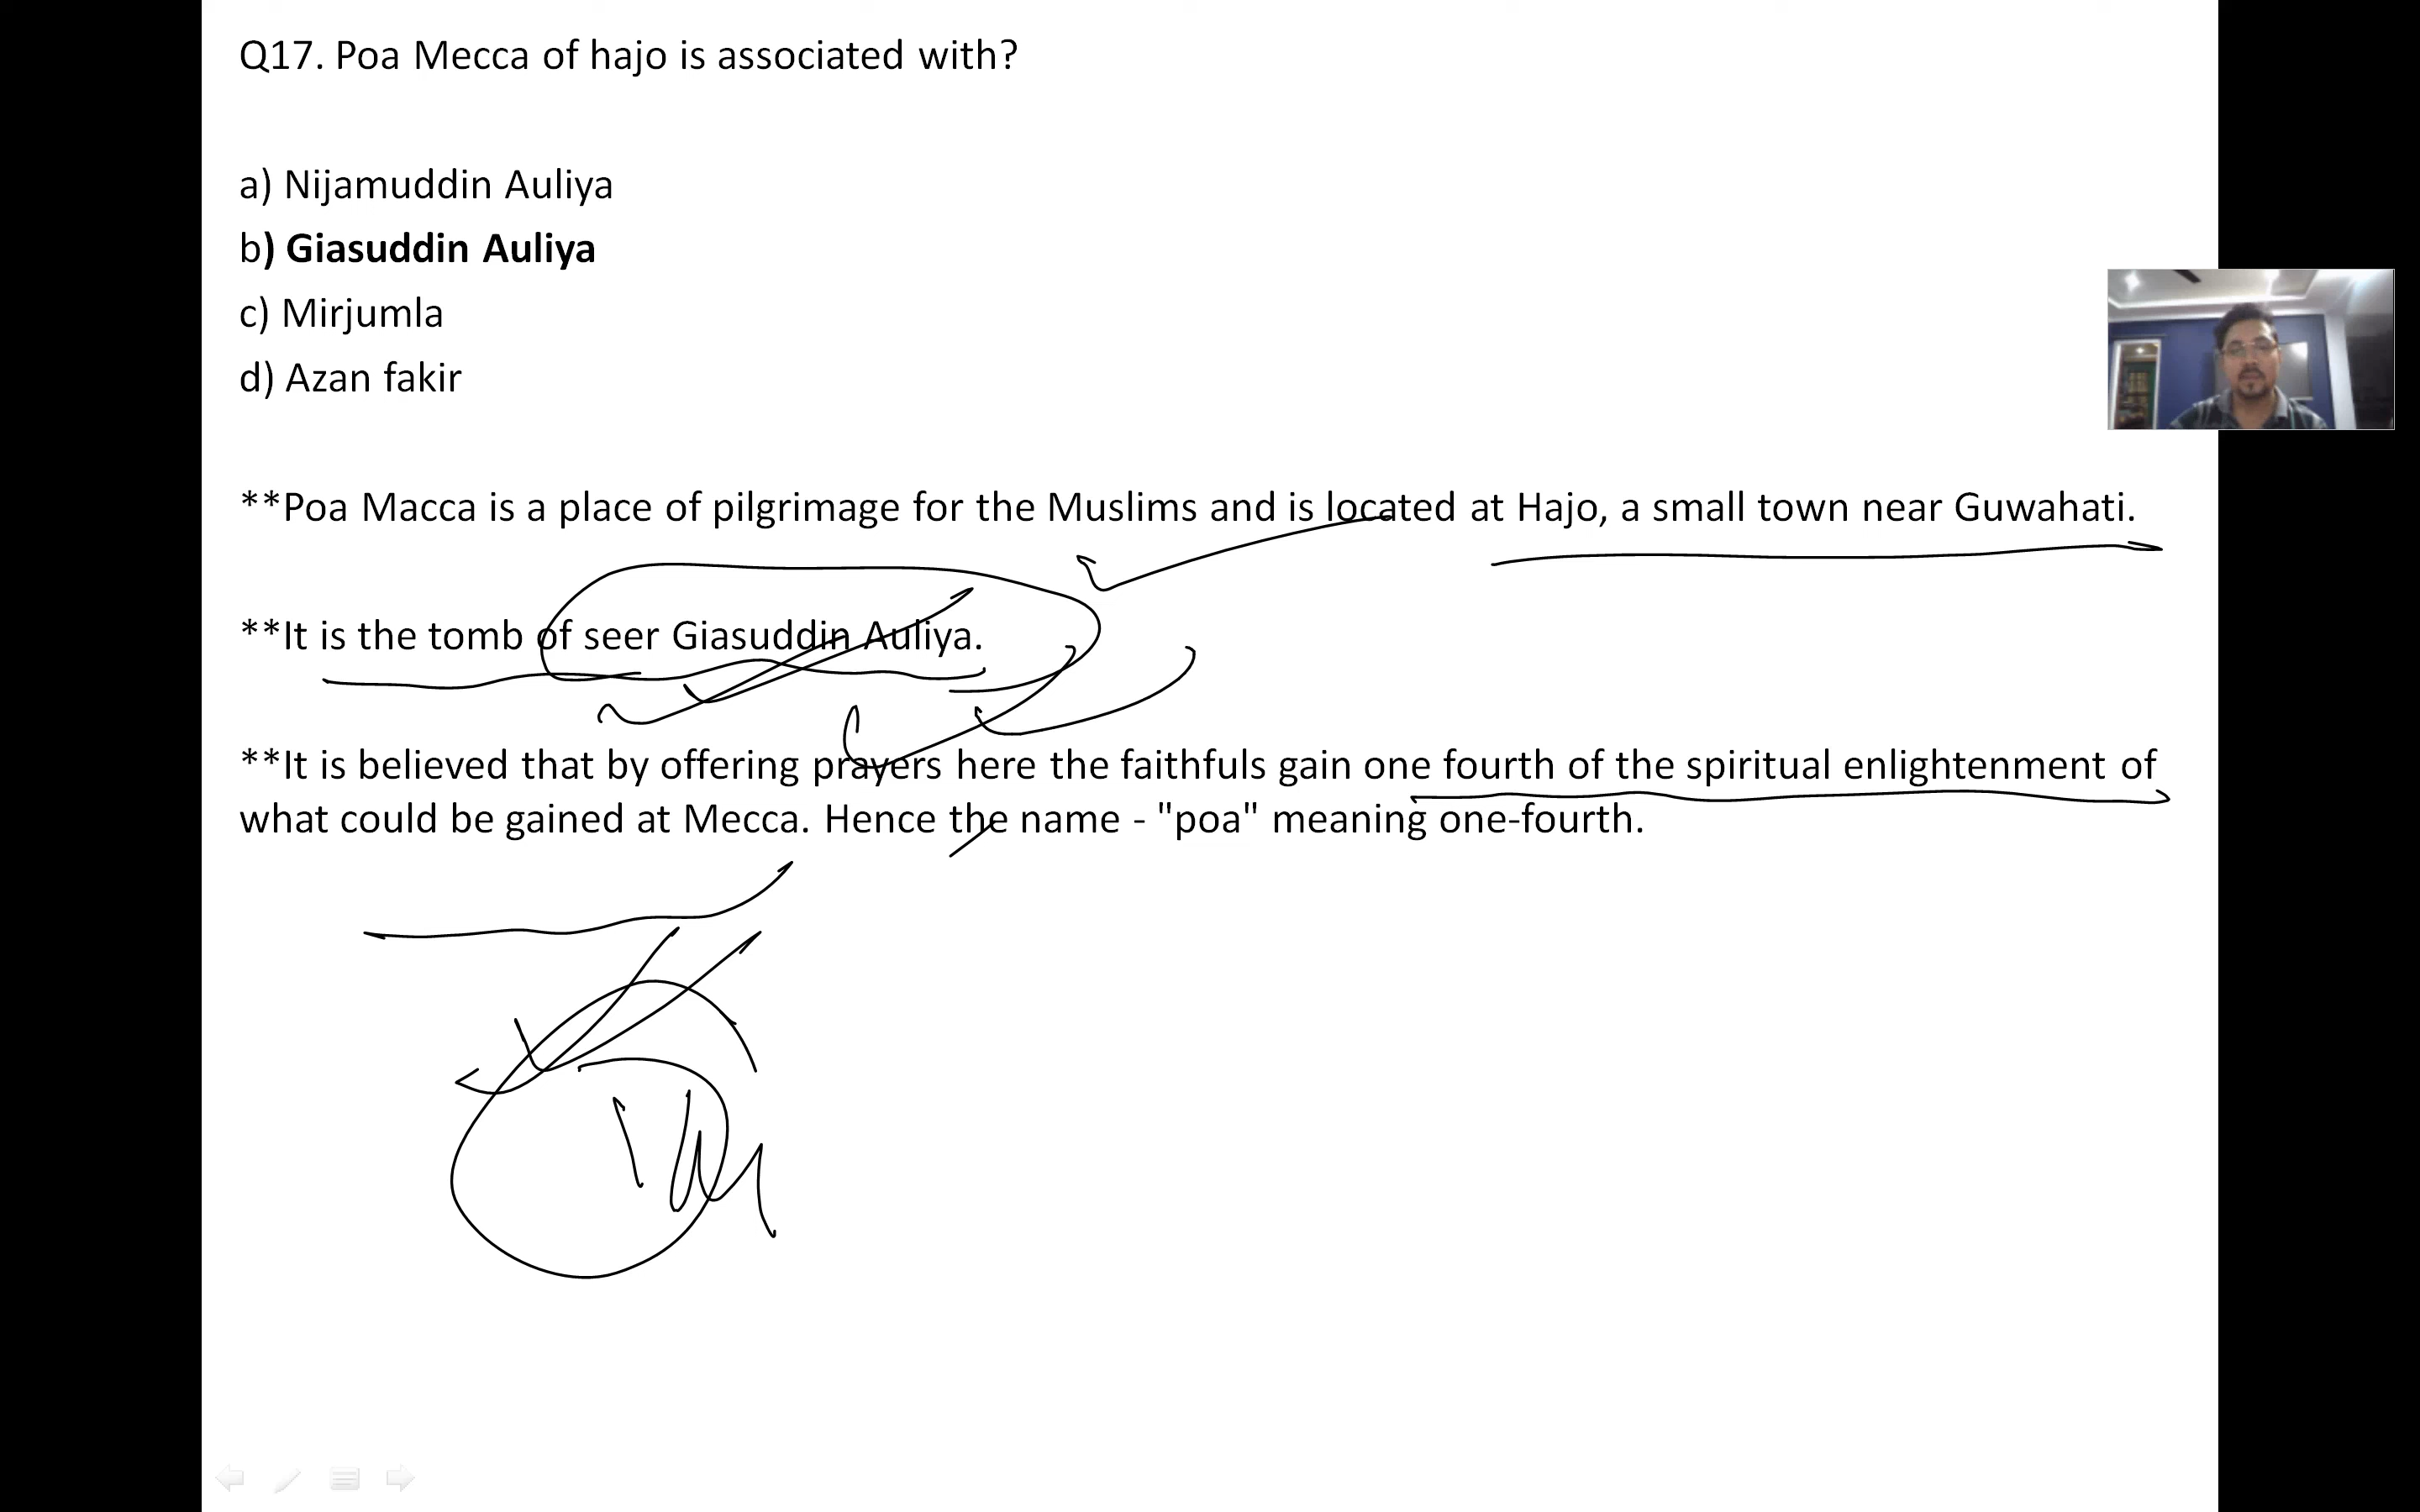 Q17. Poa Mecca of hajo is associated with?
a) Nijamuddin Auliya
b) Giasuddin Auliya
c) Mirjumla
d) Azan fakir
**Poa Macca is a place of pilgrimage for the Muslims and is located at Hajo, a small town near Guwahati.
**It is the tomb of seer Giasuddin Auliya.
**It is believed that by offering prayers here the faithfuls gain one fourth of the spiritual enlightenment of
what could be gained at Mecca. Hence the name - "poa" meaning one-fourth.